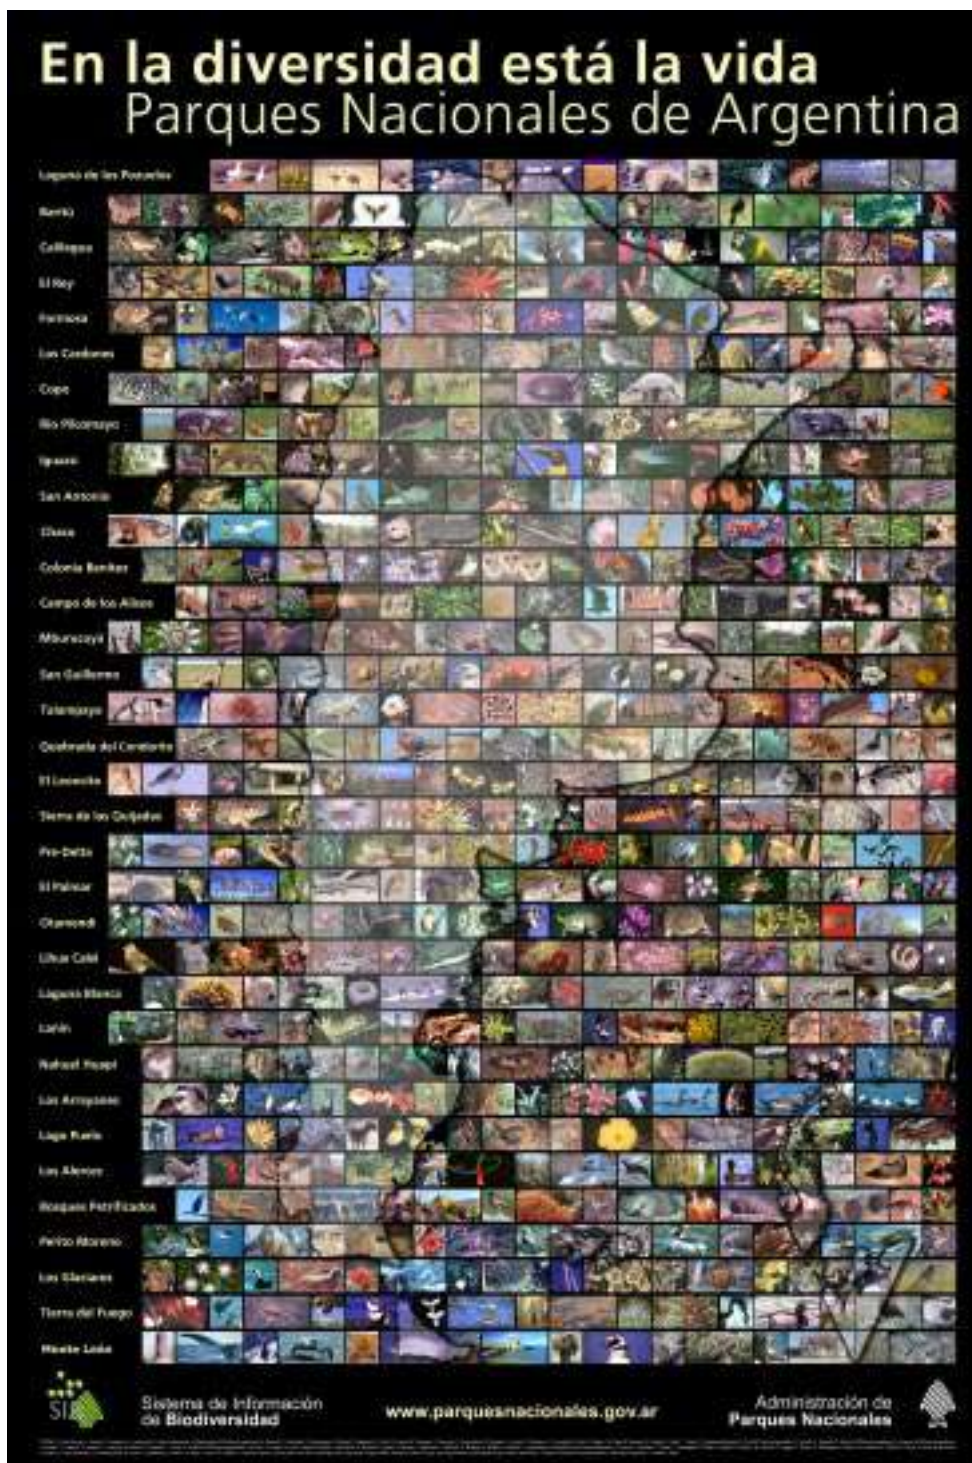 En la diversidad está la vida
Parques Nacionales de Argentina
Laguna de los Pozuelos
Baritú
Calilegua
El Rey
Formosa
Los Cardones
Copo
Río Pilcomayo
Iguazú
San Antonio
Chaco
Colonia Benítez
Campo de los Alisos
Mburucuyá
San Guillermo
Talampaya
Quebrada del Condorito
El Leoncito
Sierra de las Quijadas
Pre-Delta
El Palmar
Otamendi
Lihue Calel
Laguna Blanca
Lanín
Nahuel Huapi
Los Arrayanes
Lago Puelo
Los Alerces
Bosques Petrificados
Perito Moreno
Los Glaciares
Tierra del Fuego
Monte León
SIB
Sistema de Información
de Biodiversidad
www.parquesnacionales.gov.ar
Administración de
Parques Nacionales